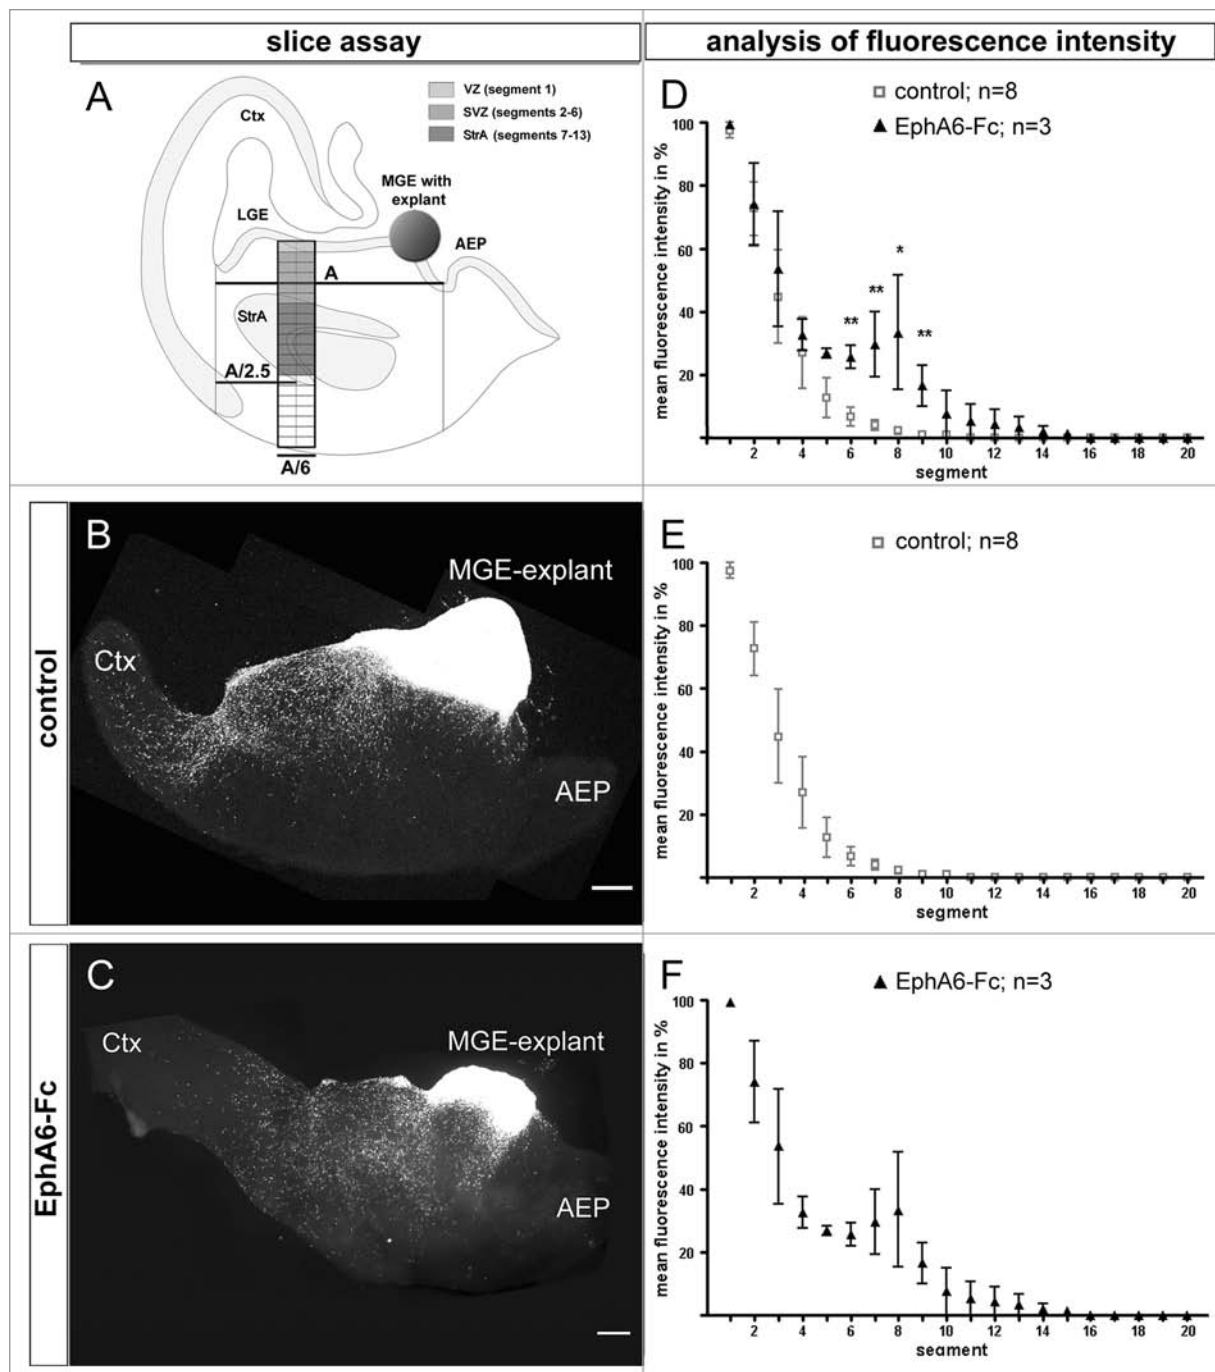 slice assay
analysis of fluorescence intensity
A
VZ (segment 1)
SVZ (segments 2-6)
StrA (segments 7-13)
Ctx
MGE with
explant
LGE
AEP
A
StrA
A/2.5
A/6
D
control; n=8
EphA6-Fc; n=3
mean fluorescence intensity in %
100
80
60
40
20
** ** * **
2 4 6 8 10 12 14 16 18 20
segment
control
B
MGE-explant
Ctx
AEP
E
control; n=8
mean fluorescence intensity in %
100
80
60
40
20
2 4 6 8 10 12 14 16 18 20
segment
EphA6-Fc
C
Ctx
MGE-explant
AEP
F
EphA6-Fc; n=3
mean fluorescence intensity in %
100
80
60
40
20
2 4 6 8 10 12 14 16 18 20
segment